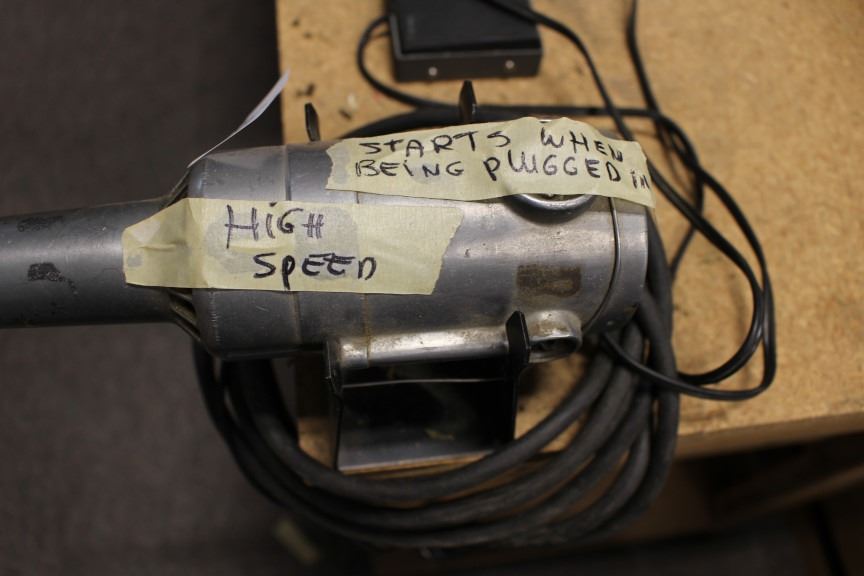 STARTS WHEN
BEING PLUGGED IN
HIGH
SPEED